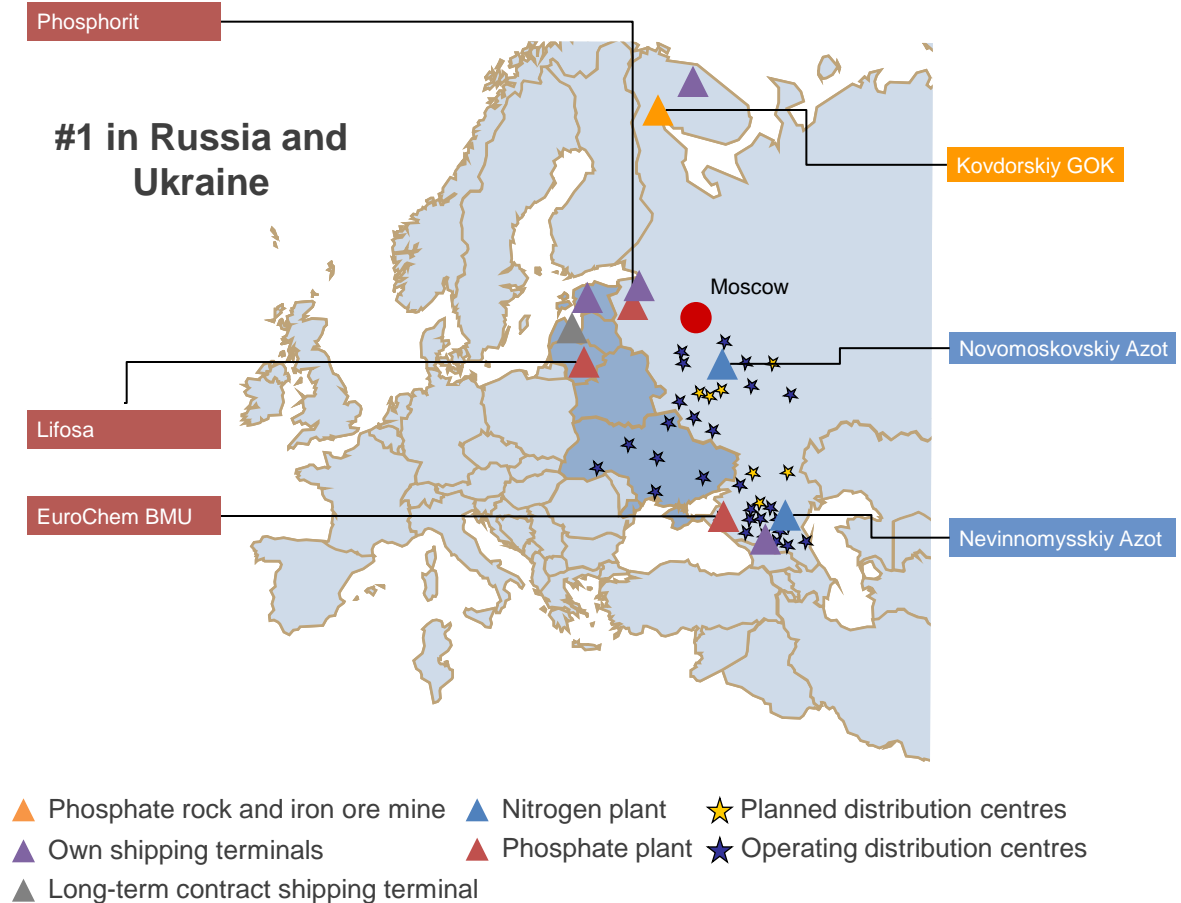 Phosphorit
#1 in Russia and
Ukraine
Kovdorskiy GOK
Moscow
Novomoskovskiy Azot
Lifosa
EuroChem BMU
Nevinnomysskiy Azot
Phosphate rock and iron ore mine
Nitrogen plant
Planned distribution centres
Own shipping terminals
Phosphate plant
Operating distribution centres
Long-term contract shipping terminal